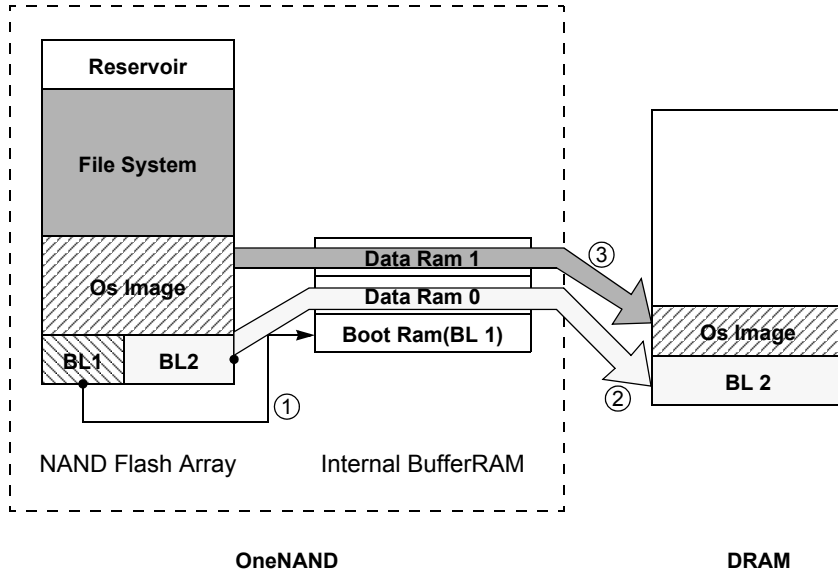 Reservoir
File System
Os Image
BL1
BL2
Data Ram 1
Data Ram 0
Boot Ram(BL 1)
①
②
③
Os Image
BL 2
NAND Flash Array
Internal BufferRAM
OneNAND
DRAM